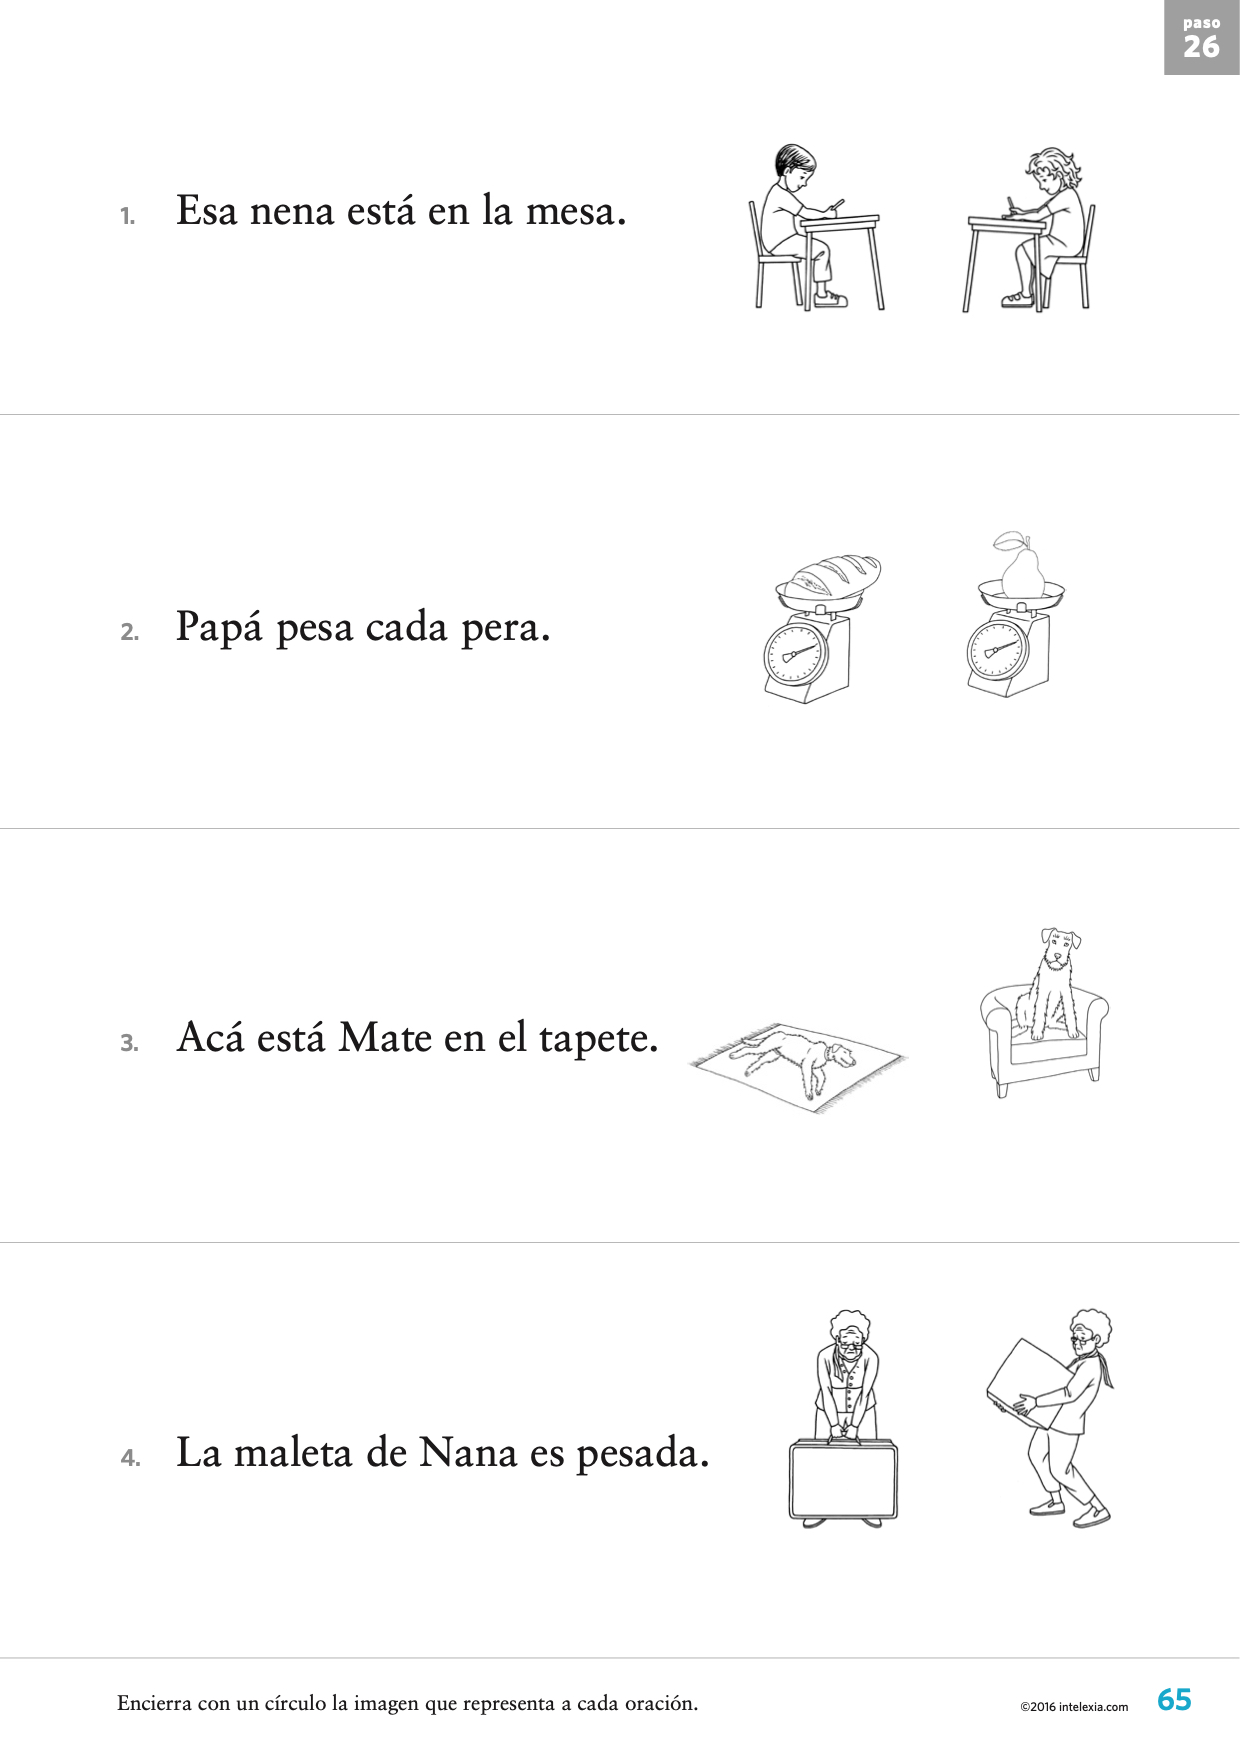 paso
26
1. Esa nena está en la mesa.
2. Papá pesa cada pera.
3. Acá está Mate en el tapete.
4. La maleta de Nana es pesada.
Encierra con un círculo la imagen que representa a cada oración.
©2016 intelexia.com 65